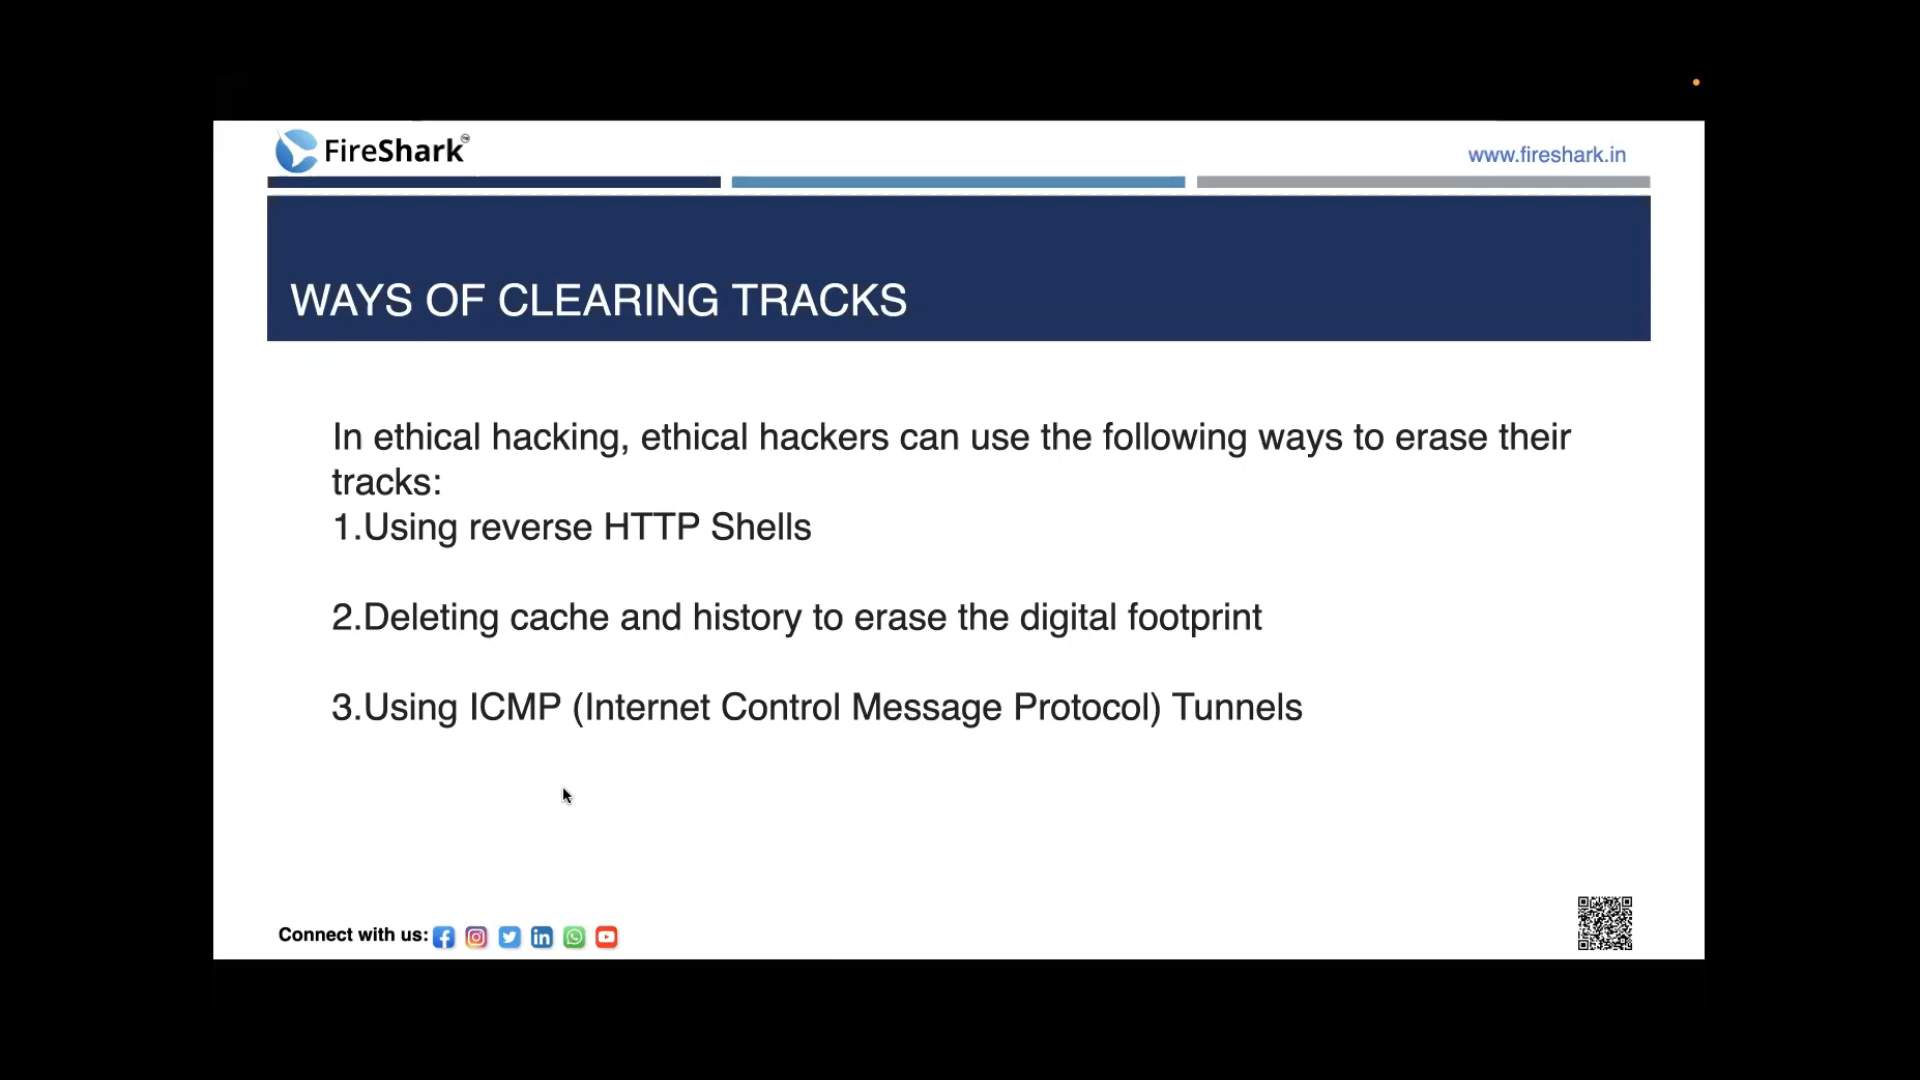 FireShark™
www.fireshark.in
WAYS OF CLEARING TRACKS
In ethical hacking, ethical hackers can use the following ways to erase their
tracks:
1.Using reverse HTTP Shells
2.Deleting cache and history to erase the digital footprint
3.Using ICMP (Internet Control Message Protocol) Tunnels
Connect with us: